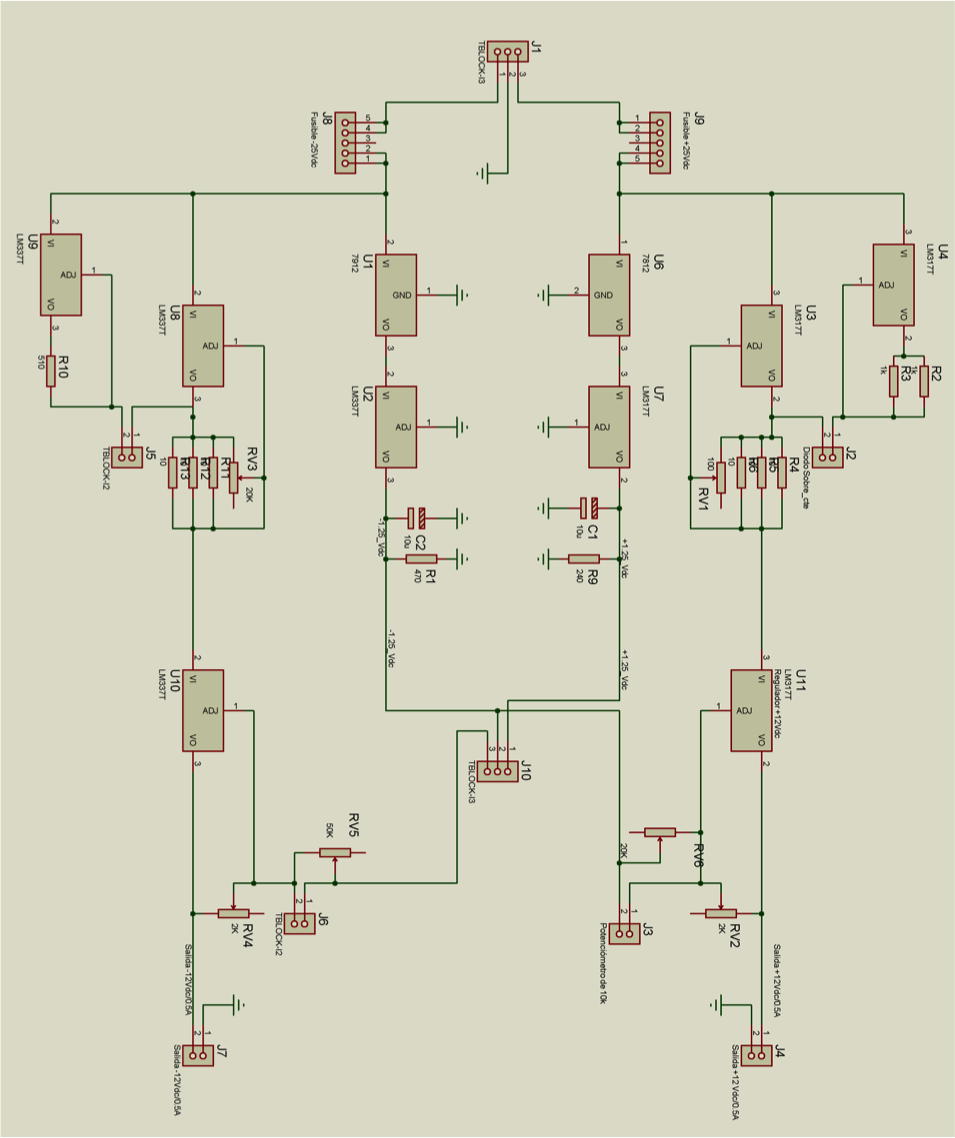 J1
TBLOCK-I3
1
2
3
J8
Fusible -25Vdc
5
4
3
2
1
J9
Fusible +25Vdc
1
2
3
4
5
U9
LM337T
VI
ADJ
VO
2
1
3
R10
510
U8
LM337T
VI
ADJ
VO
2
1
3
J5
TBLOCK-I2
2
1
R13
10
R12
R11
RV3
20K
U1
7912
VI
GND
VO
2
1
3
U2
LM337T
VI
ADJ
VO
2
1
3
C2
10u
R1
470
-1.25_Vdc
-1.25_Vdc
U6
7812
VI
GND
VO
1
2
3
U7
LM317T
VI
ADJ
VO
3
1
2
C1
10u
R9
240
+1.25_Vdc
+1.25_Vdc
U3
LM317T
VI
ADJ
VO
3
1
2
U4
LM317T
VI
ADJ
VO
3
1
2
R2
1k
R3
1k
J2
Diodo Sobre_cte
2
1
R4
R5
R6
10
RV1
100
U10
LM337T
VI
ADJ
VO
2
1
3
U11
LM317T
Regulador +12Vdc
VI
ADJ
VO
3
1
2
J10
TBLOCK-I3
3
2
1
RV5
50K
J6
TBLOCK-I2
2
1
RV4
2K
RV6
20K
J3
Potenciómetro de 10k
2
1
RV2
2K
Salida -12Vdc/0.5A
J7
Salida -12Vdc/0.5A
2
1
Salida +12Vdc/0.5A
J4
Salida +12Vdc/0.5A
2
1